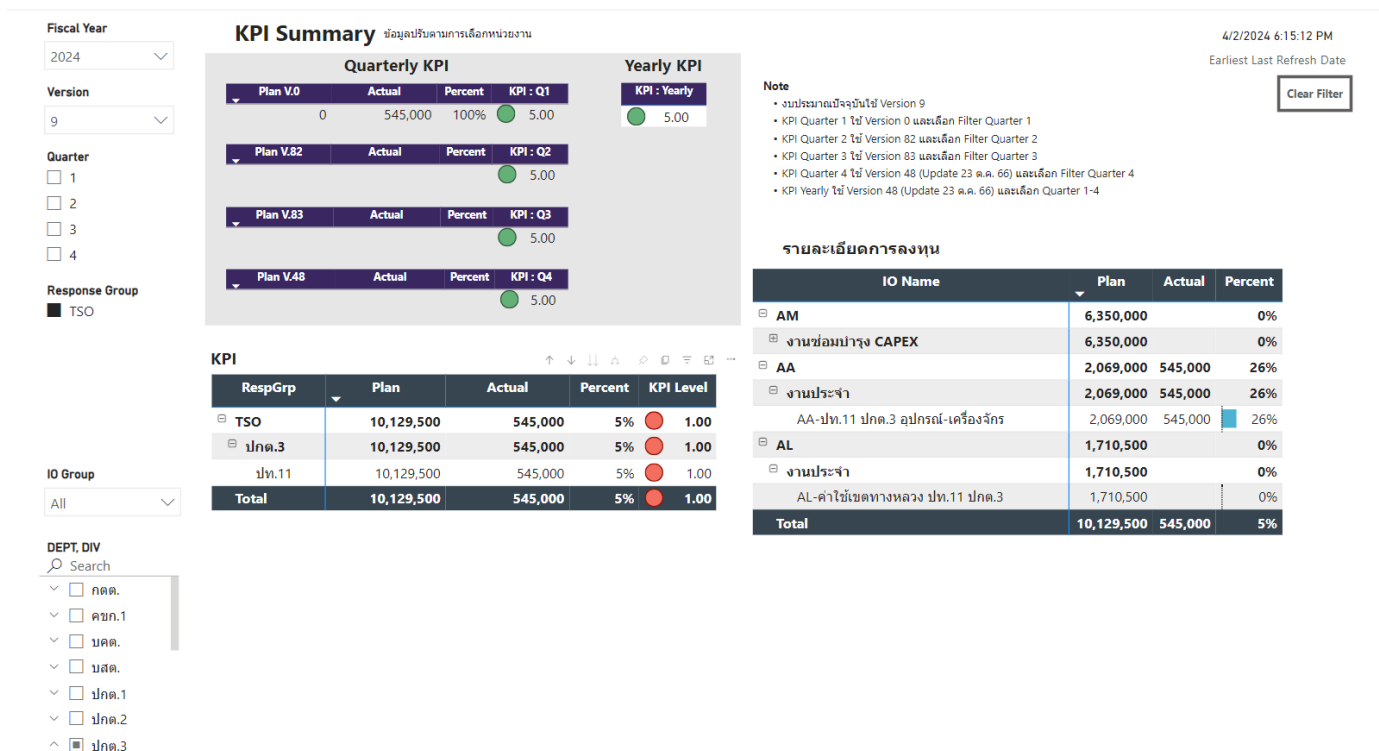 Fiscal Year
2024
Version
9
Quarter
1
2
3
4
Response Group
TSO
IO Group
All
DEPT, DIV
Search
กตต.
คขก.1
บคต.
บสต.
ปกต.1
ปกต.2
ปกต.3
KPI Summary ข้อมูลปรับตามการเลือกหน่วยงาน
Quarterly KPI
Plan V.0 Actual Percent KPI : Q1
0 545,000 100% 5.00
Plan V.82 Actual Percent KPI : Q2
5.00
Plan V.83 Actual Percent KPI : Q3
5.00
Plan V.48 Actual Percent KPI : Q4
5.00
Yearly KPI
KPI : Yearly
5.00
KPI
RespGrp Plan Actual Percent KPI Level
TSO 10,129,500 545,000 5% 1.00
ปกต.3 10,129,500 545,000 5% 1.00
ปท.11 10,129,500 545,000 5% 1.00
Total 10,129,500 545,000 5% 1.00
4/2/2024 6:15:12 PM
Earliest Last Refresh Date
Clear Filter
Note
• งบประมาณปัจจุบันใช้ Version 9
• KPI Quarter 1 ใช้ Version 0 และเลือก Filter Quarter 1
• KPI Quarter 2 ใช้ Version 82 และเลือก Filter Quarter 2
• KPI Quarter 3 ใช้ Version 83 และเลือก Filter Quarter 3
• KPI Quarter 4 ใช้ Version 48 (Update 23 ต.ค. 66) และเลือก Filter Quarter 4
• KPI Yearly ใช้ Version 48 (Update 23 ต.ค. 66) และเลือก Quarter 1-4
รายละเอียดการลงทุน
IO Name Plan Actual Percent
AM 6,350,000 0%
งานซ่อมบำรุง CAPEX 6,350,000 0%
AA 2,069,000 545,000 26%
งานประจำ 2,069,000 545,000 26%
AA-ปท.11 ปกต.3 อุปกรณ์-เครื่องจักร 2,069,000 545,000 26%
AL 1,710,500 0%
งานประจำ 1,710,500 0%
AL-ค่าใช้เขตทางหลวง ปท.11 ปกต.3 1,710,500 0%
Total 10,129,500 545,000 5%